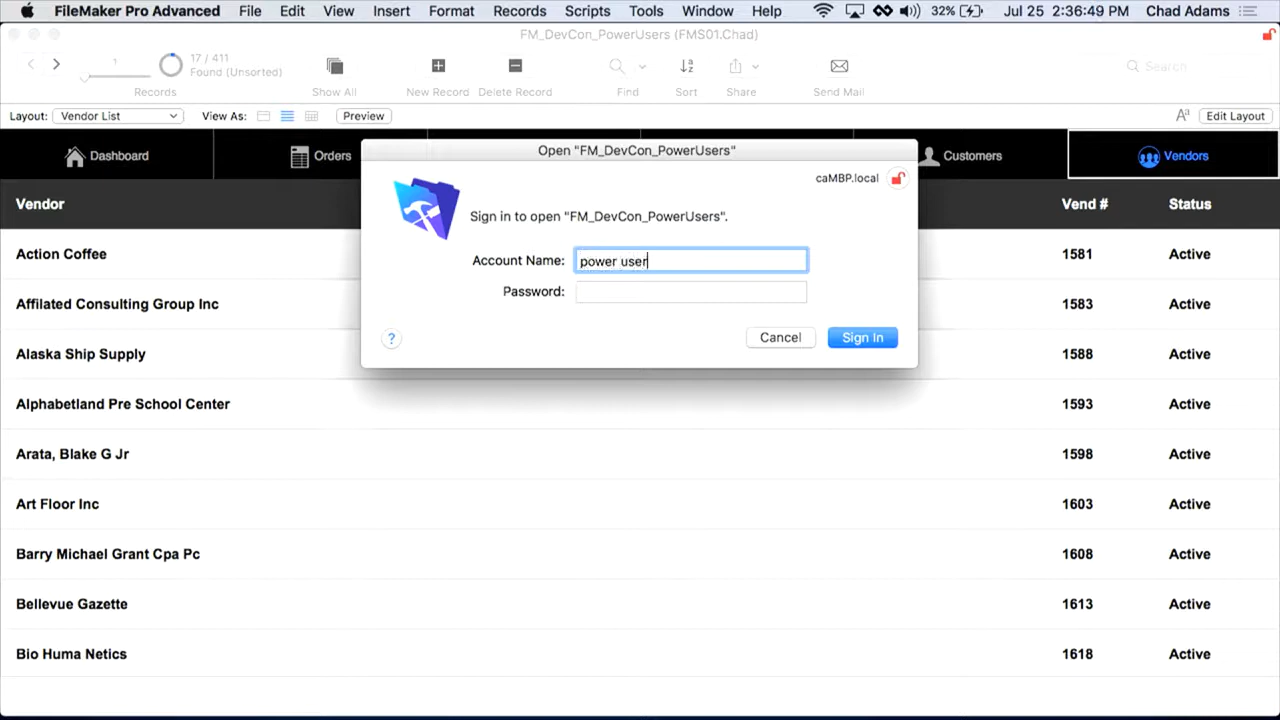 FileMaker Pro Advanced File Edit View Insert Format Records Scripts Tools Window Help 32% Jul 25 2:36:49 PM Chad Adams
FM_DevCon_PowerUsers (FMS01.Chad)
1 17 / 411
Found (Unsorted)
Search
Records Show All New Record Delete Record Find Sort Share Send Mail
Layout: Vendor List View As: Preview Aª Edit Layout
Dashboard Orders Customers Vendors
Open "FM_DevCon_PowerUsers"
caMBP.local
Sign in to open "FM_DevCon_PowerUsers".
Account Name: power user
Password:
? Cancel Sign In
Vendor Vend # Status
Action Coffee 1581 Active
Affilated Consulting Group Inc 1583 Active
Alaska Ship Supply 1588 Active
Alphabetland Pre School Center 1593 Active
Arata, Blake G Jr 1598 Active
Art Floor Inc 1603 Active
Barry Michael Grant Cpa Pc 1608 Active
Bellevue Gazette 1613 Active
Bio Huma Netics 1618 Active